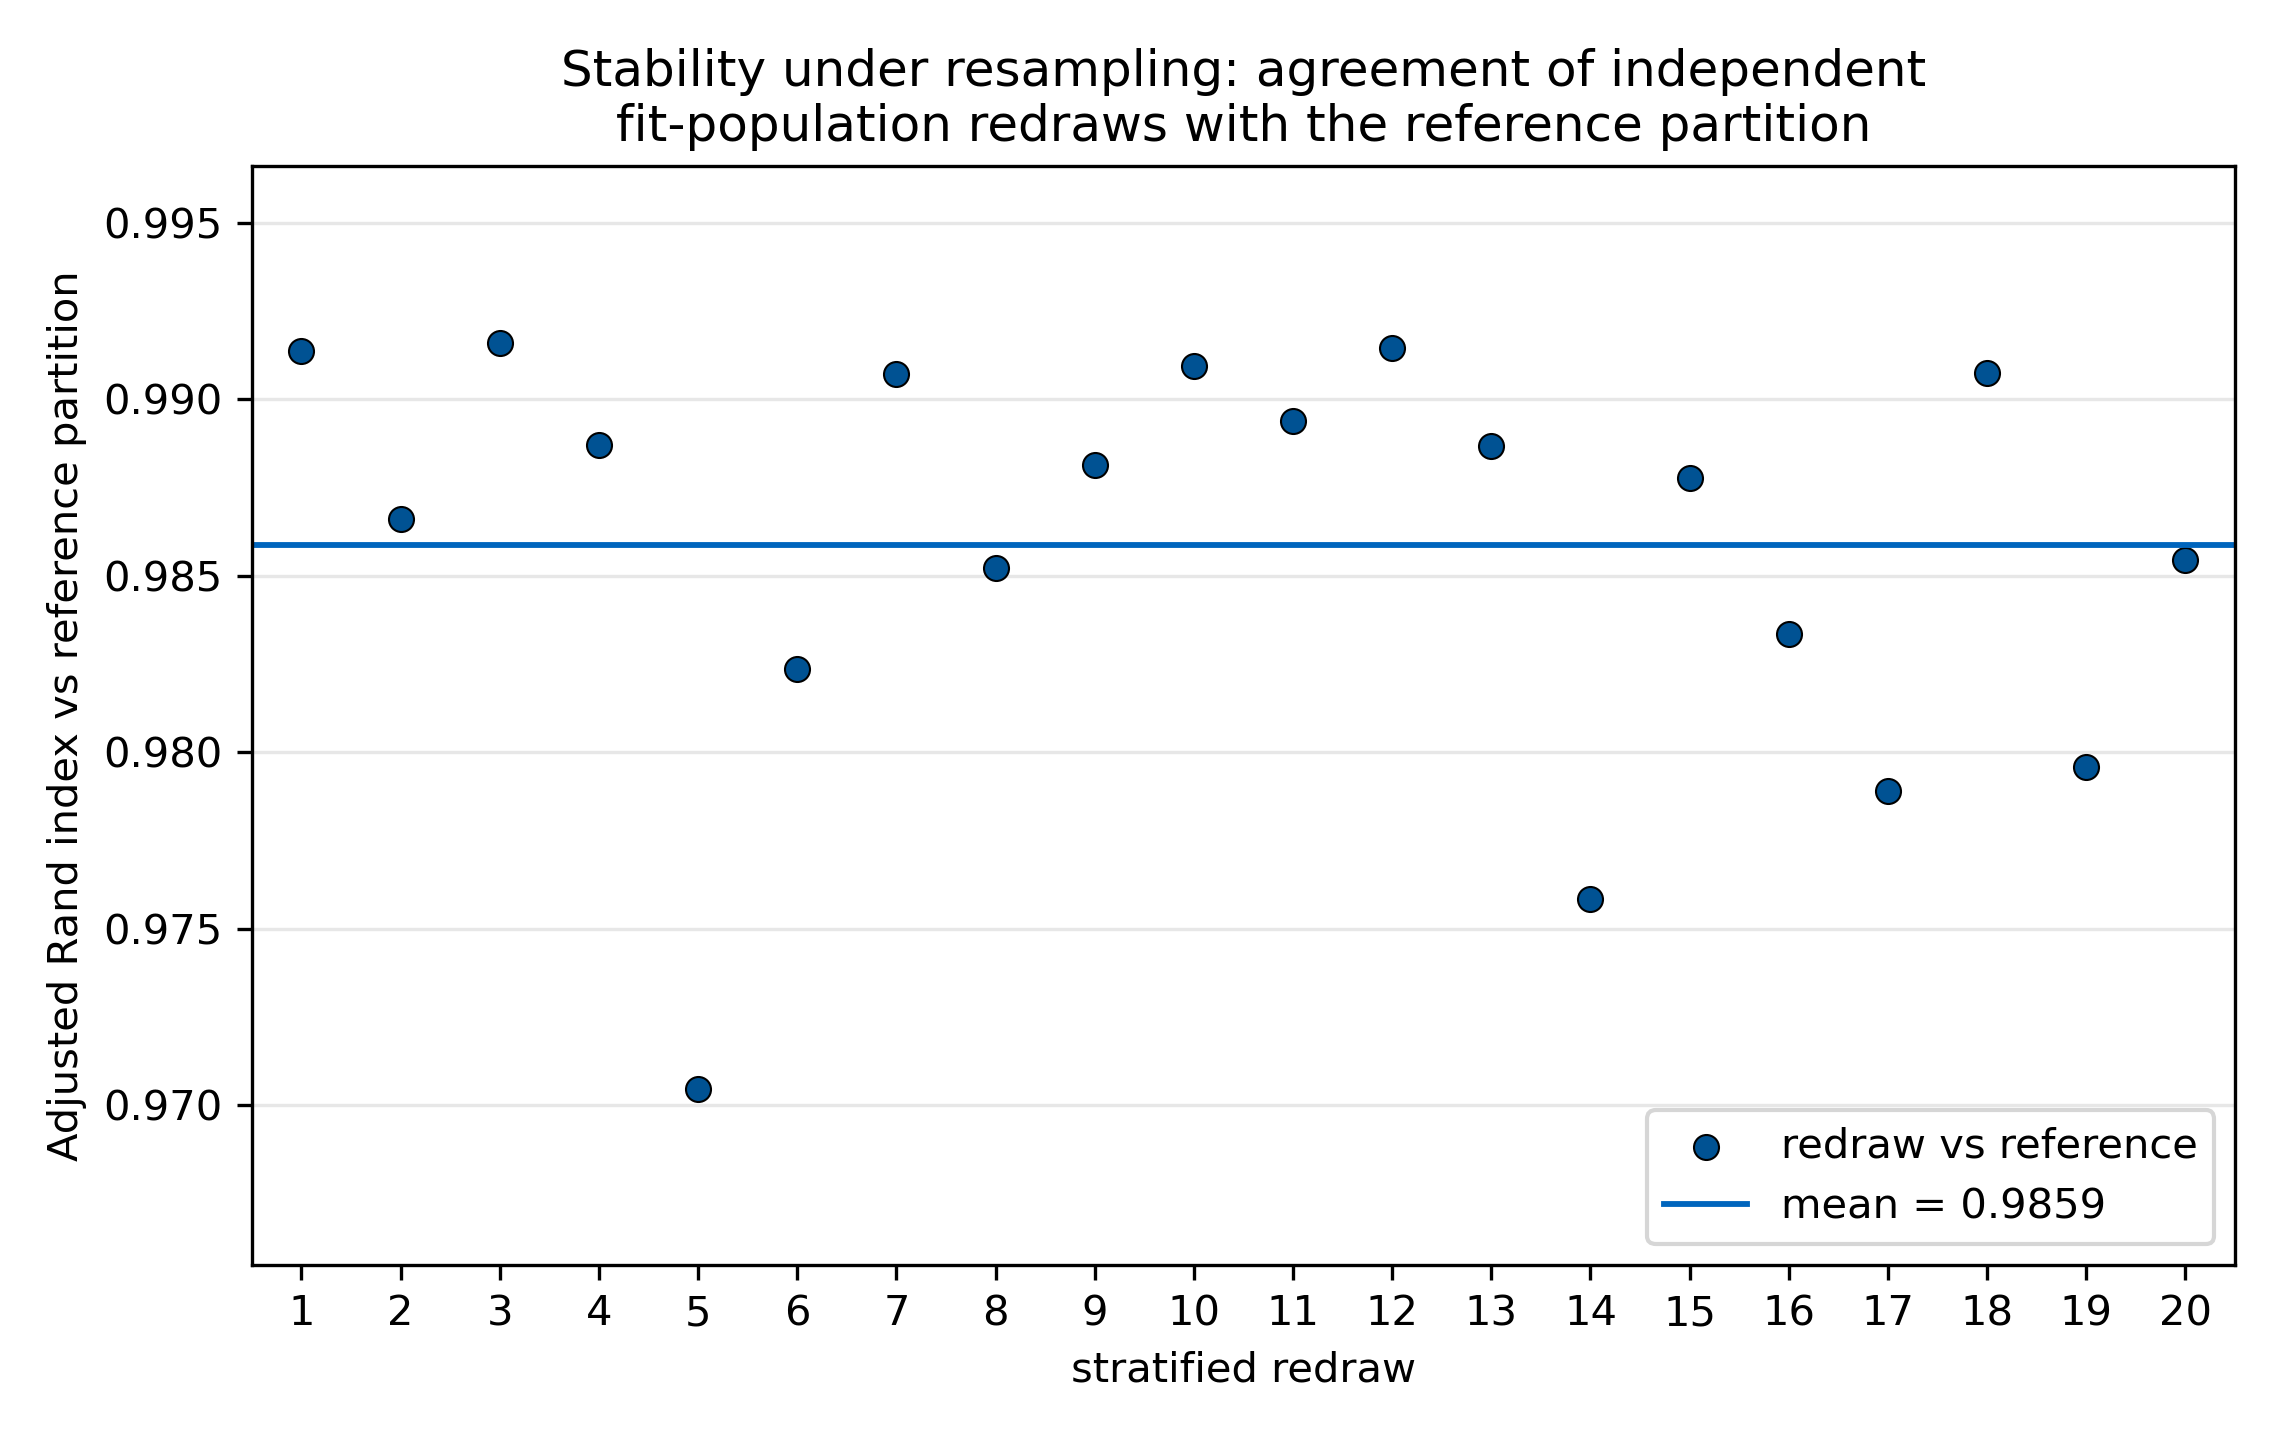 Stability under resampling: agreement of independent
fit-population redraws with the reference partition
Adjusted Rand index vs reference partition
0.995
0.990
0.985
0.980
0.975
0.970
redraw vs reference
mean = 0.9859
1 2 3 4 5 6 7 8 9 10 11 12 13 14 15 16 17 18 19 20
stratified redraw